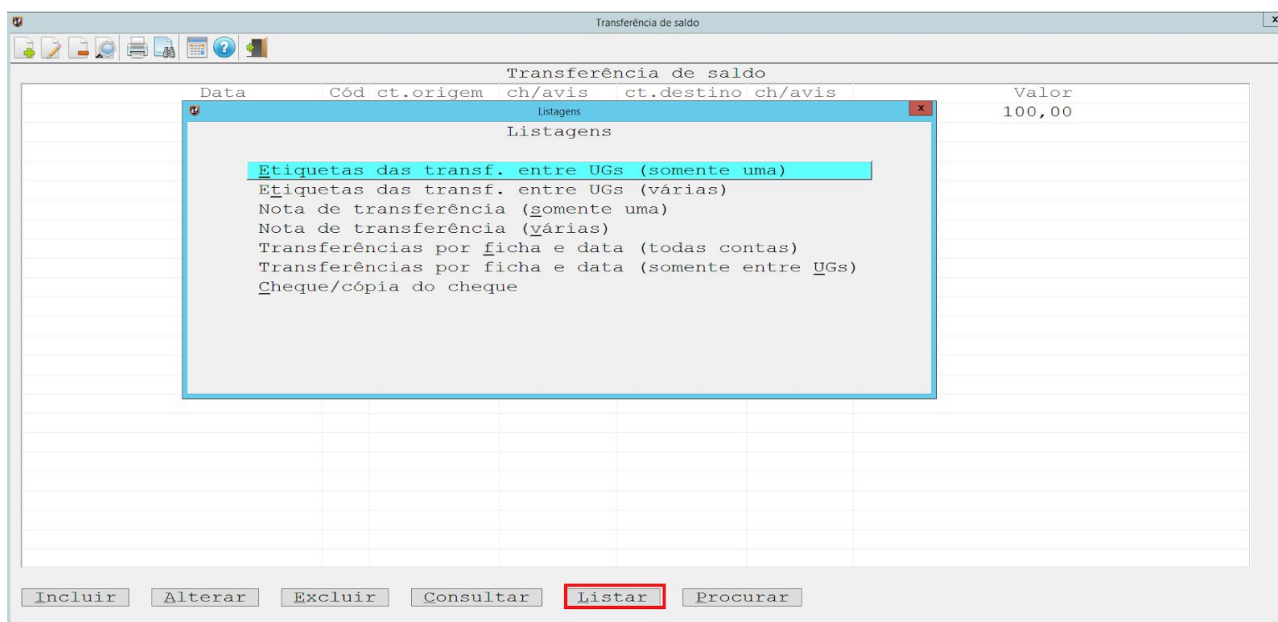 Transferência de saldo
x
Transferência de saldo
Data Cód ct.origem ch/avis ct.destino ch/avis Valor
100,00
Listagens
x
Listagens
Etiquetas das transf. entre UGs (somente uma)
Etiquetas das transf. entre UGs (várias)
Nota de transferência (somente uma)
Nota de transferência (várias)
Transferências por ficha e data (todas contas)
Transferências por ficha e data (somente entre UGs)
Cheque/cópia do cheque
Incluir Alterar Excluir Consultar Listar Procurar